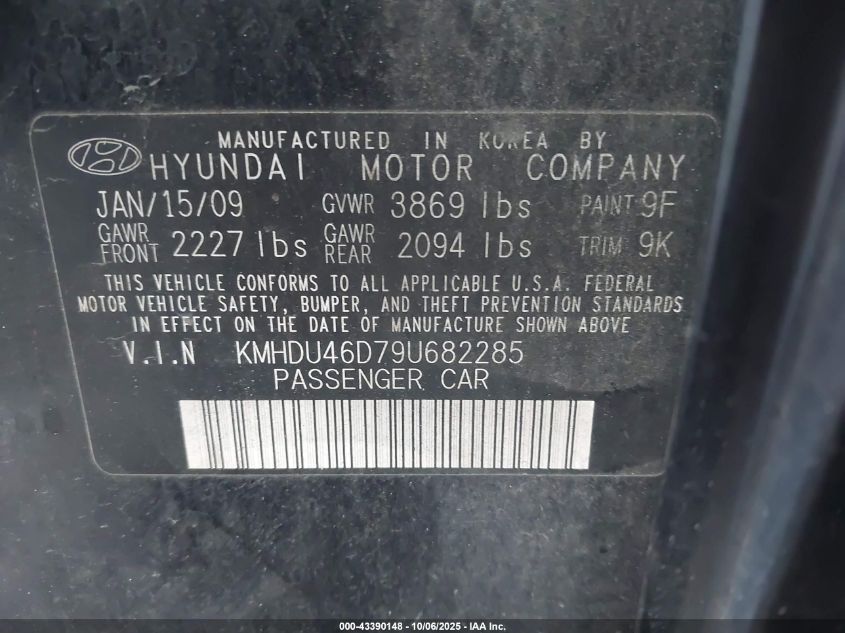 MANUFACTURED IN KOREA BY
HYUNDAI MOTOR COMPANY
JAN/15/09 GVWR 3869 lbs PAINT 9F
GAWR FRONT 2227 lbs GAWR REAR 2094 lbs TRIM 9K
THIS VEHICLE CONFORMS TO ALL APPLICABLE U.S.A. FEDERAL
MOTOR VEHICLE SAFETY, BUMPER, AND THEFT PREVENTION STANDARDS
IN EFFECT ON THE DATE OF MANUFACTURE SHOWN ABOVE
V.I.N KMHDU46D79U682285
PASSENGER CAR
000-43390148 - 10/06/2025 - IAA Inc.